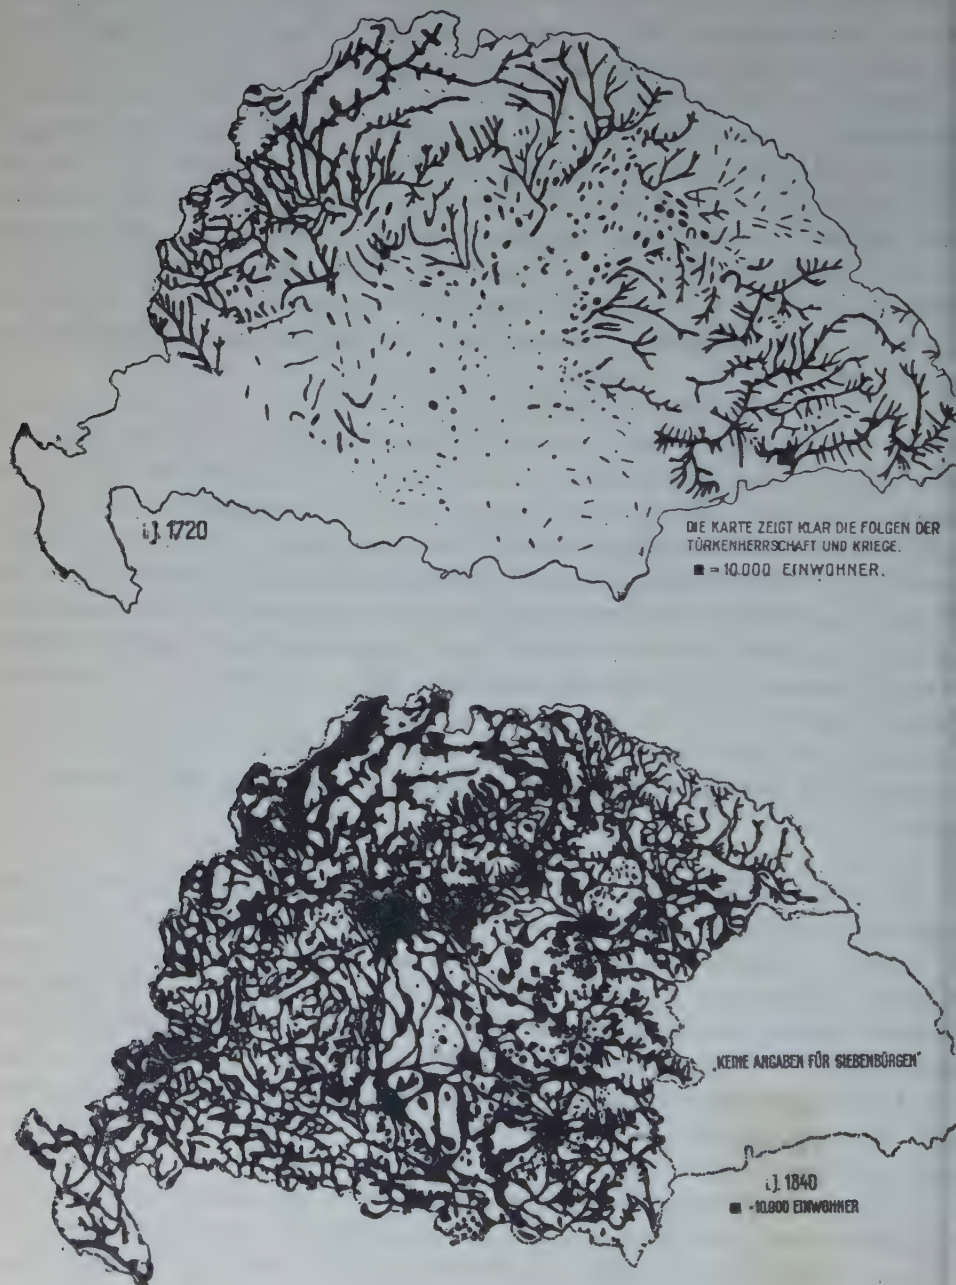 i.J. 1720
DIE KARTE ZEIGT KLAR DIE FOLGEN DER
TÜRKENHERRSCHAFT UND KRIEGE.
■ = 10.000 EINWOHNER.
„KEINE ANGABEN FÜR SIEBENBÜRGEN"
i.J. 1840
■ - 10.000 EINWOHNER